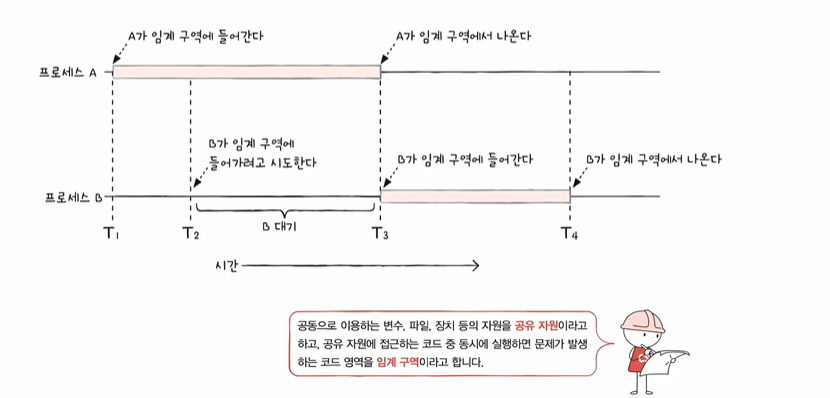 A가 임계 구역에 들어간다
A가 임계 구역에서 나온다
프로세스 A
B가 임계 구역에
들어가려고 시도한다
B가 임계 구역에 들어간다
B가 임계 구역에서 나온다
프로세스 B
B 대기
T1
T2
T3
T4
시간
공동으로 이용하는 변수, 파일, 장치 등의 자원을 공유 자원이라고
하고, 공유 자원에 접근하는 코드 중 동시에 실행하면 문제가 발생
하는 코드 영역을 임계 구역이라고 합니다.